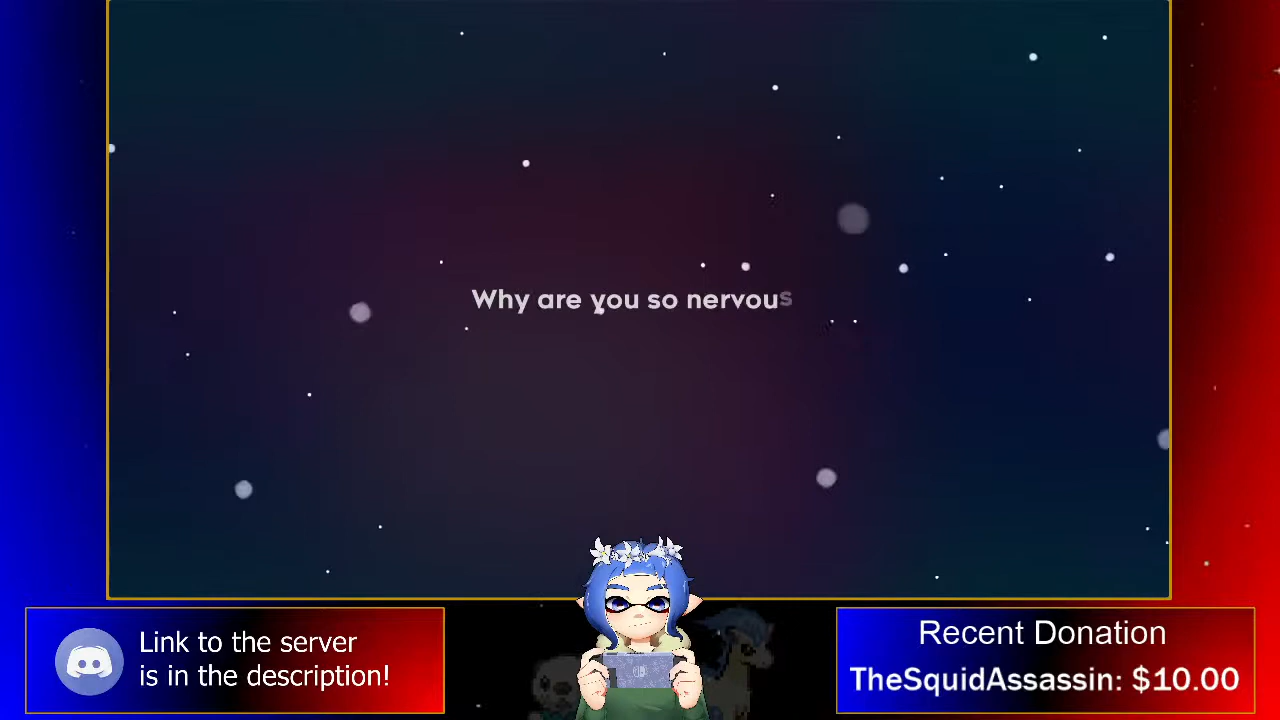 Why are you so nervous
Link to the server
is in the description!
Recent Donation
TheSquidAssassin: $10.00